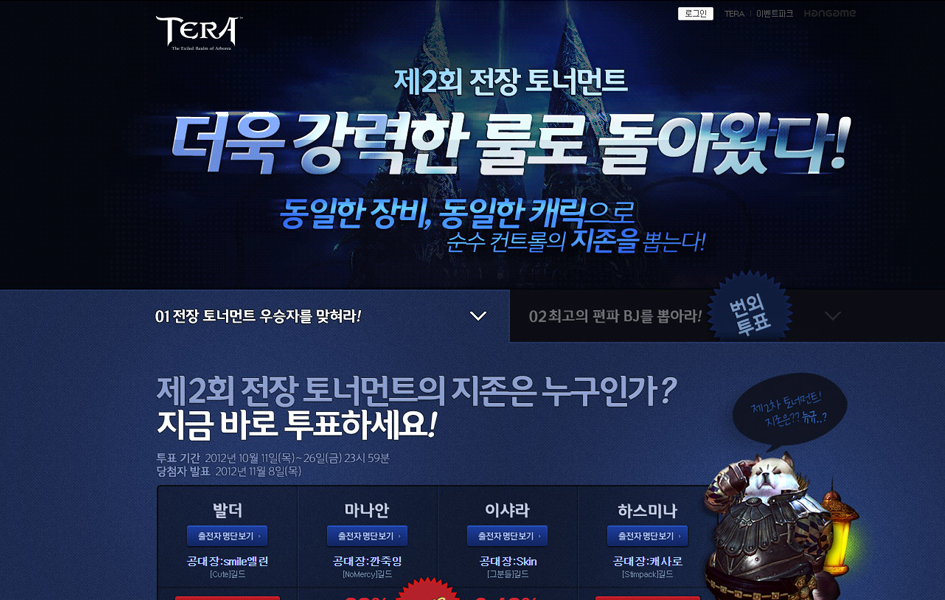 TERA
The Exiled Realm of Arborea
로그인 TERA 이벤트파크 HANGAME
제2회 전장 토너먼트
더욱 강력한 룰로 돌아왔다!
동일한 장비, 동일한 캐릭으로
순수 컨트롤의 지존을 뽑는다!
01 전장 토너먼트 우승자를 맞혀라!
02 최고의 편파 BJ를 뽑아라!
번외
투표
제2회 전장 토너먼트의 지존은 누구인가?
지금 바로 투표하세요!
제2차 토너먼트!
지존은?? 뉴규..?
투표 기간 2012년 10월 11일(목)~26일(금) 23시 59분
당첨자 발표 2012년 11월 8일(목)
발더 마나안 이샤라 하스미나
출전자 명단보기 출전자 명단보기 출전자 명단보기 출전자 명단보기
공대장:smile엘린 공대장:깐죽잉 공대장:Skin 공대장:캐사로
[Cute]길드 [NoMercy]길드 [그분들]길드 [Stimpack]길드